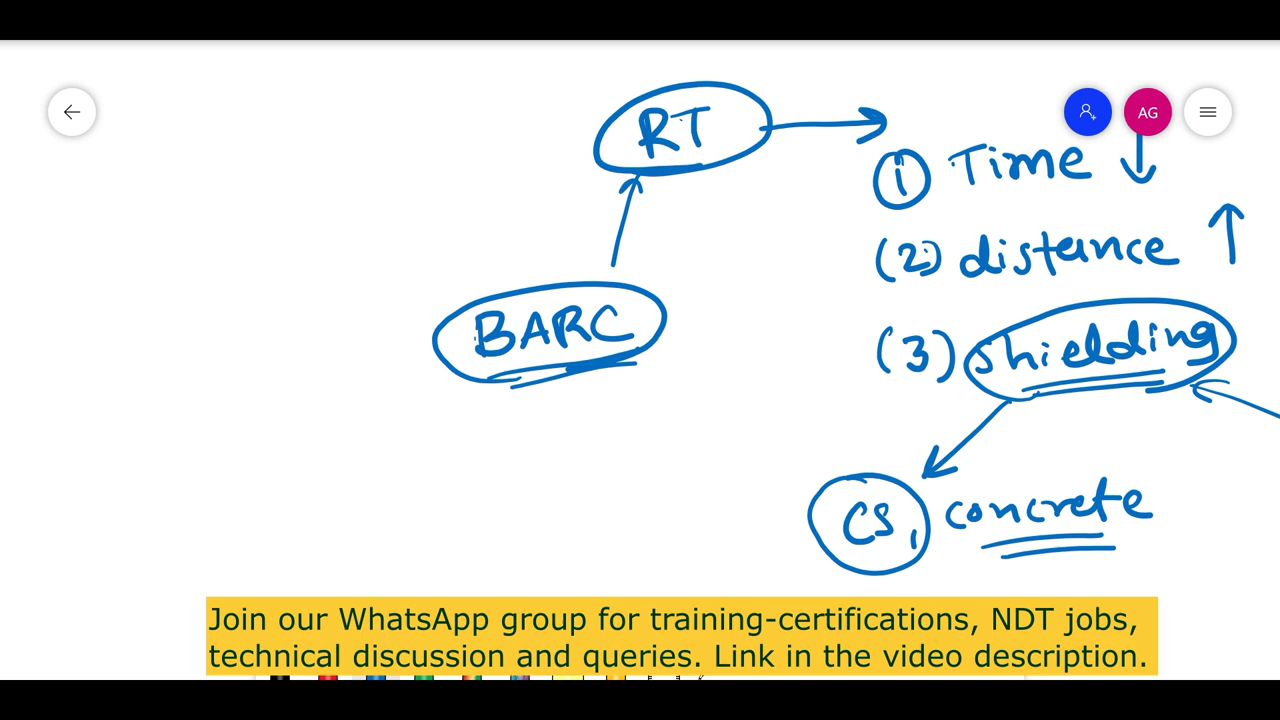 RT
AG
(1) Time ↓
(2) distance ↑
(3) shielding
BARC
CS, concrete
Join our WhatsApp group for training-certifications, NDT jobs,
technical discussion and queries. Link in the video description.